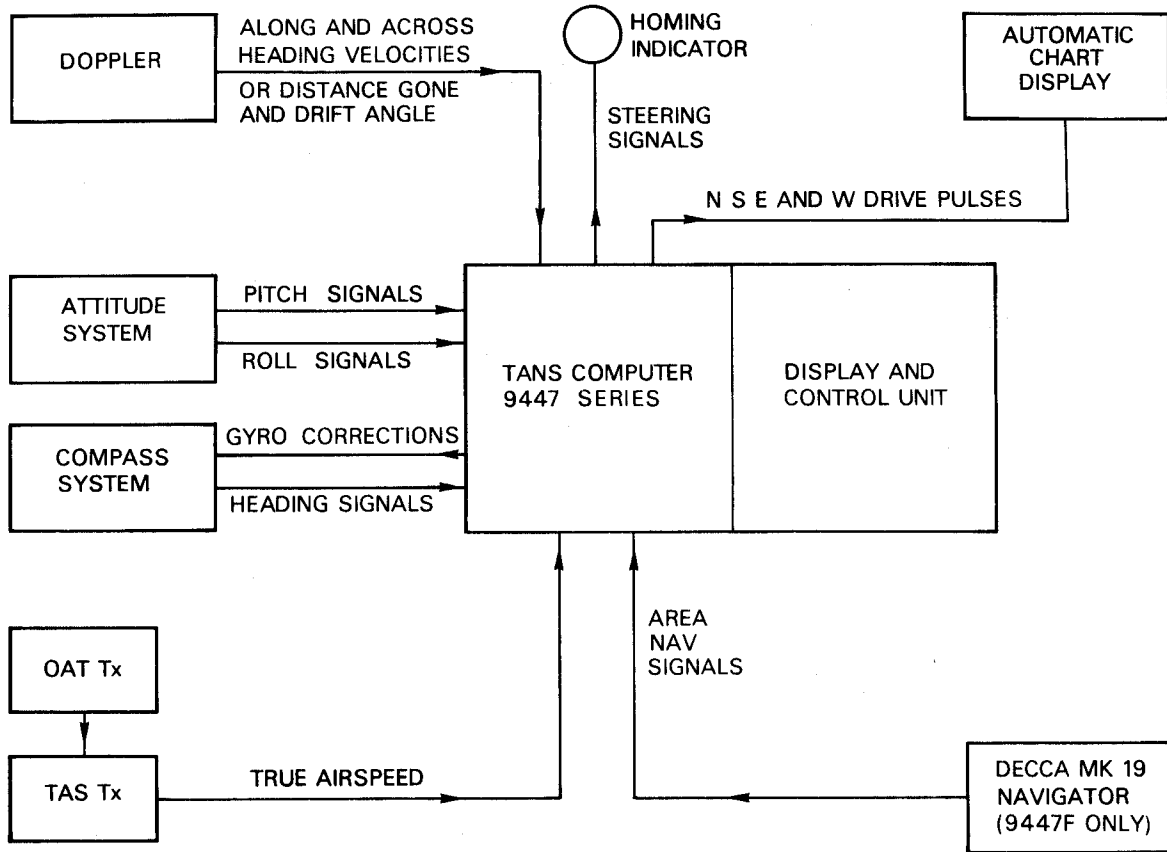 DOPPLER
ALONG AND ACROSS
HEADING VELOCITIES
OR DISTANCE GONE
AND DRIFT ANGLE
HOMING
INDICATOR
STEERING
SIGNALS
AUTOMATIC
CHART
DISPLAY
N S E AND W DRIVE PULSES
ATTITUDE
SYSTEM
PITCH SIGNALS
ROLL SIGNALS
TANS COMPUTER
9447 SERIES
DISPLAY AND
CONTROL UNIT
COMPASS
SYSTEM
GYRO CORRECTIONS
HEADING SIGNALS
OAT Tx
TAS Tx
TRUE AIRSPEED
AREA
NAV
SIGNALS
DECCA MK 19
NAVIGATOR
(9447F ONLY)